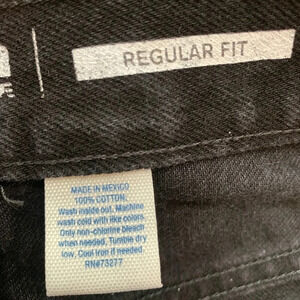 REGULAR FIT
MADE IN MEXICO
100% COTTON.
Wash inside out. Machine
wash cold with like colors.
Only non-chlorine bleach
when needed. Tumble dry
low. Cool iron if needed.
RN#73277